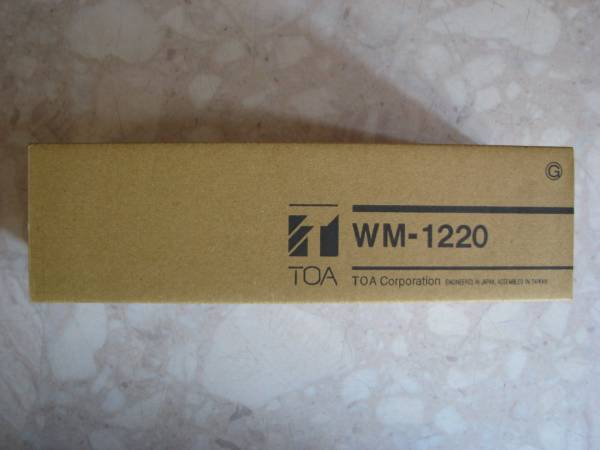 G
WM-1220
TOA
TOA Corporation ENGINEERED IN JAPAN, ASSEMBLED IN TAIWAN